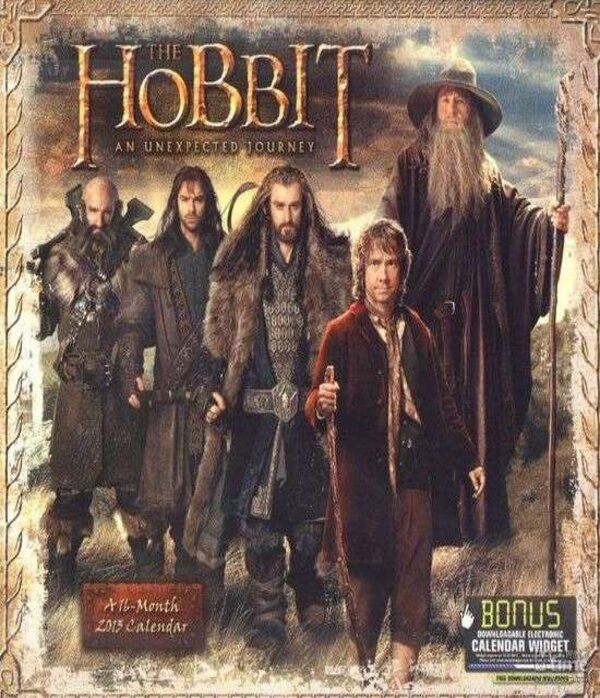 THE
HOBBIT
AN UNEXPECTED JOURNEY
A 16-Month
2013 Calendar
BONUS
DOWNLOADABLE ELECTRONIC
CALENDAR WIDGET